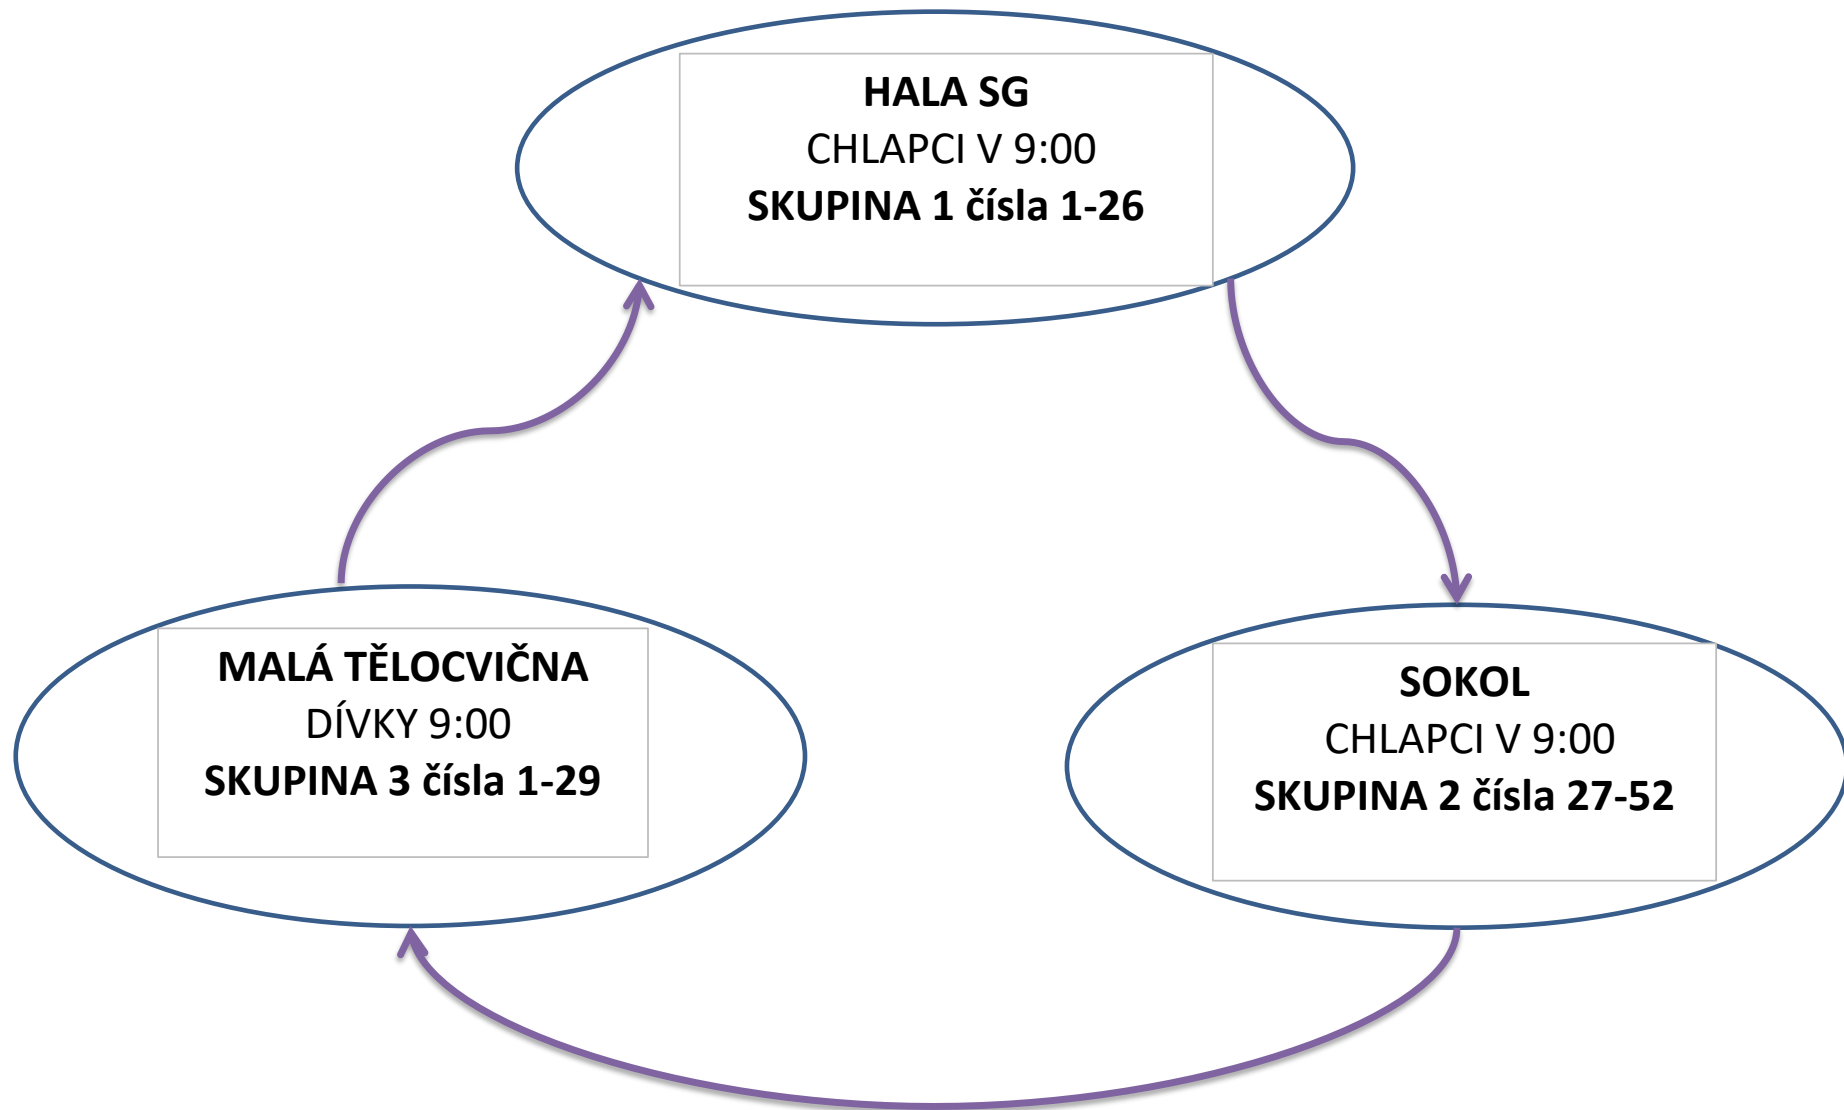 HALA SG
CHLAPCI V 9:00
SKUPINA 1 čísla 1-26
MALÁ TĚLOCVIČNA
DÍVKY 9:00
SKUPINA 3 čísla 1-29
SOKOL
CHLAPCI V 9:00
SKUPINA 2 čísla 27-52